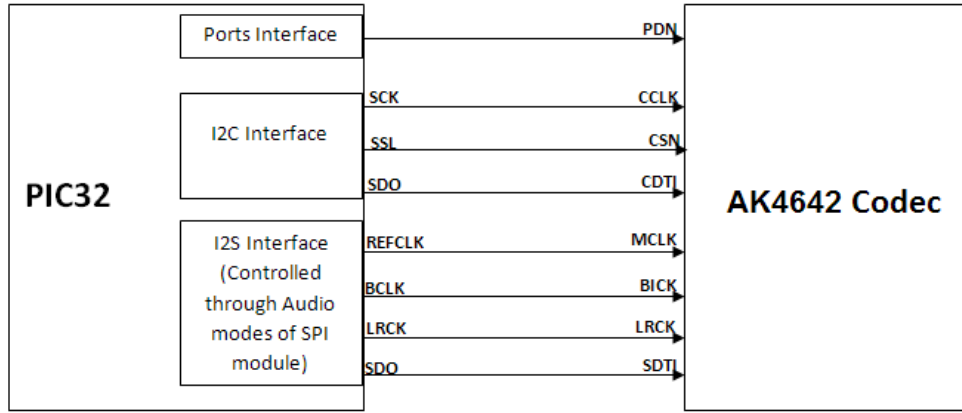 Ports Interface
PDN
SCK
CCLK
I2C Interface
SSL
CSN
SDO
CDTI
PIC32
AK4642 Codec
I2S Interface
(Controlled
through Audio
modes of SPI
module)
REFCLK
MCLK
BCLK
BICK
LRCK
LRCK
SDO
SDTI